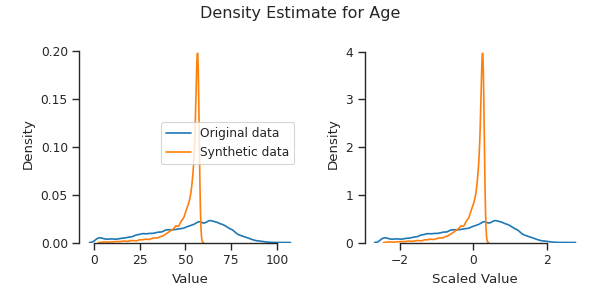 Density Estimate for Age
Density
0.20
0.15
0.10
0.05
0.00
0
25
50
75
100
Value
Original data
Synthetic data
Density
4
3
2
1
0
−2
0
2
Scaled Value